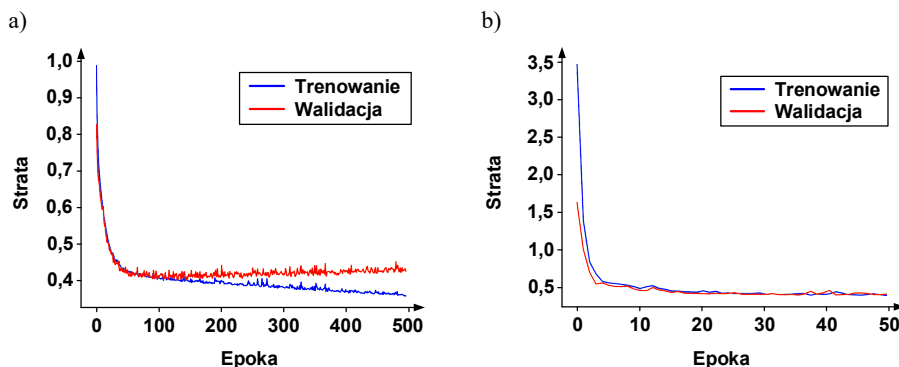 a)
1,0
0,9
0,8
0,7
0,6
0,5
0,4
Strata
Trenowanie
Walidacja
0
100
200
300
400
500
Epoka
b)
3,5
3,0
2,5
2,0
1,5
1,0
0,5
Strata
Trenowanie
Walidacja
0
10
20
30
40
50
Epoka